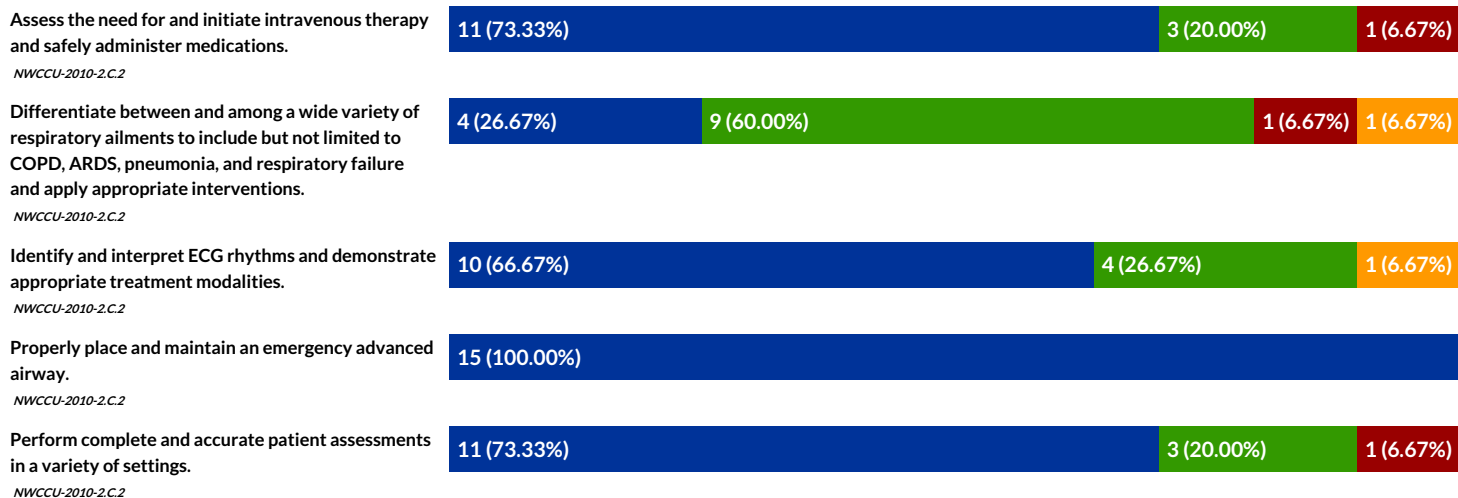 Assess the need for and initiate intravenous therapy
and safely administer medications.
NWCCU-2010-2.C.2
11 (73.33%) 3 (20.00%) 1 (6.67%)
Differentiate between and among a wide variety of
respiratory ailments to include but not limited to
COPD, ARDS, pneumonia, and respiratory failure
and apply appropriate interventions.
NWCCU-2010-2.C.2
4 (26.67%) 9 (60.00%) 1 (6.67%) 1 (6.67%)
Identify and interpret ECG rhythms and demonstrate
appropriate treatment modalities.
NWCCU-2010-2.C.2
10 (66.67%) 4 (26.67%) 1 (6.67%)
Properly place and maintain an emergency advanced
airway.
NWCCU-2010-2.C.2
15 (100.00%)
Perform complete and accurate patient assessments
in a variety of settings.
NWCCU-2010-2.C.2
11 (73.33%) 3 (20.00%) 1 (6.67%)